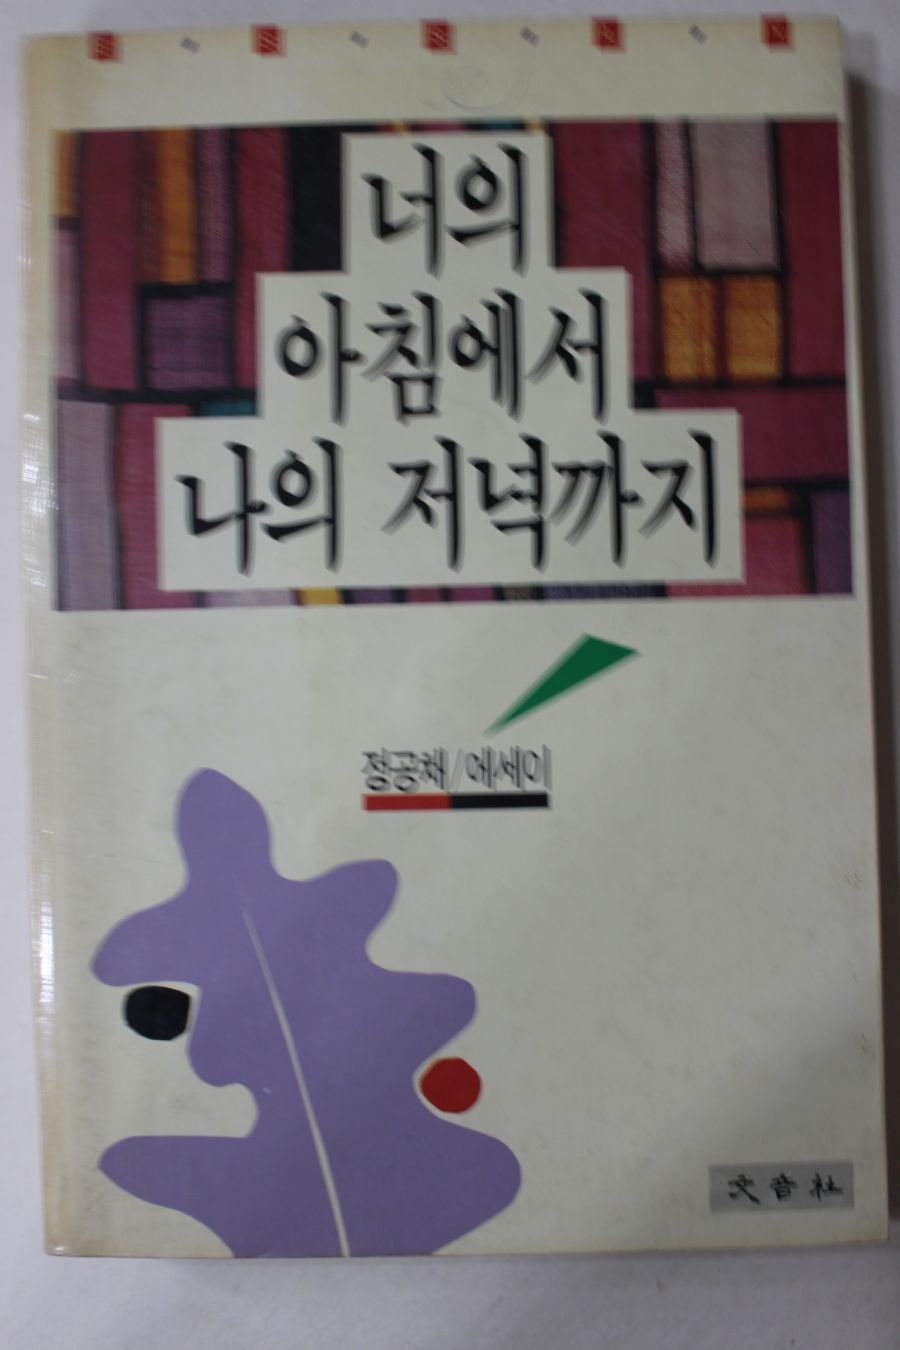 너의
아침에서
나의 저녁까지
정공채/에세이
文音社